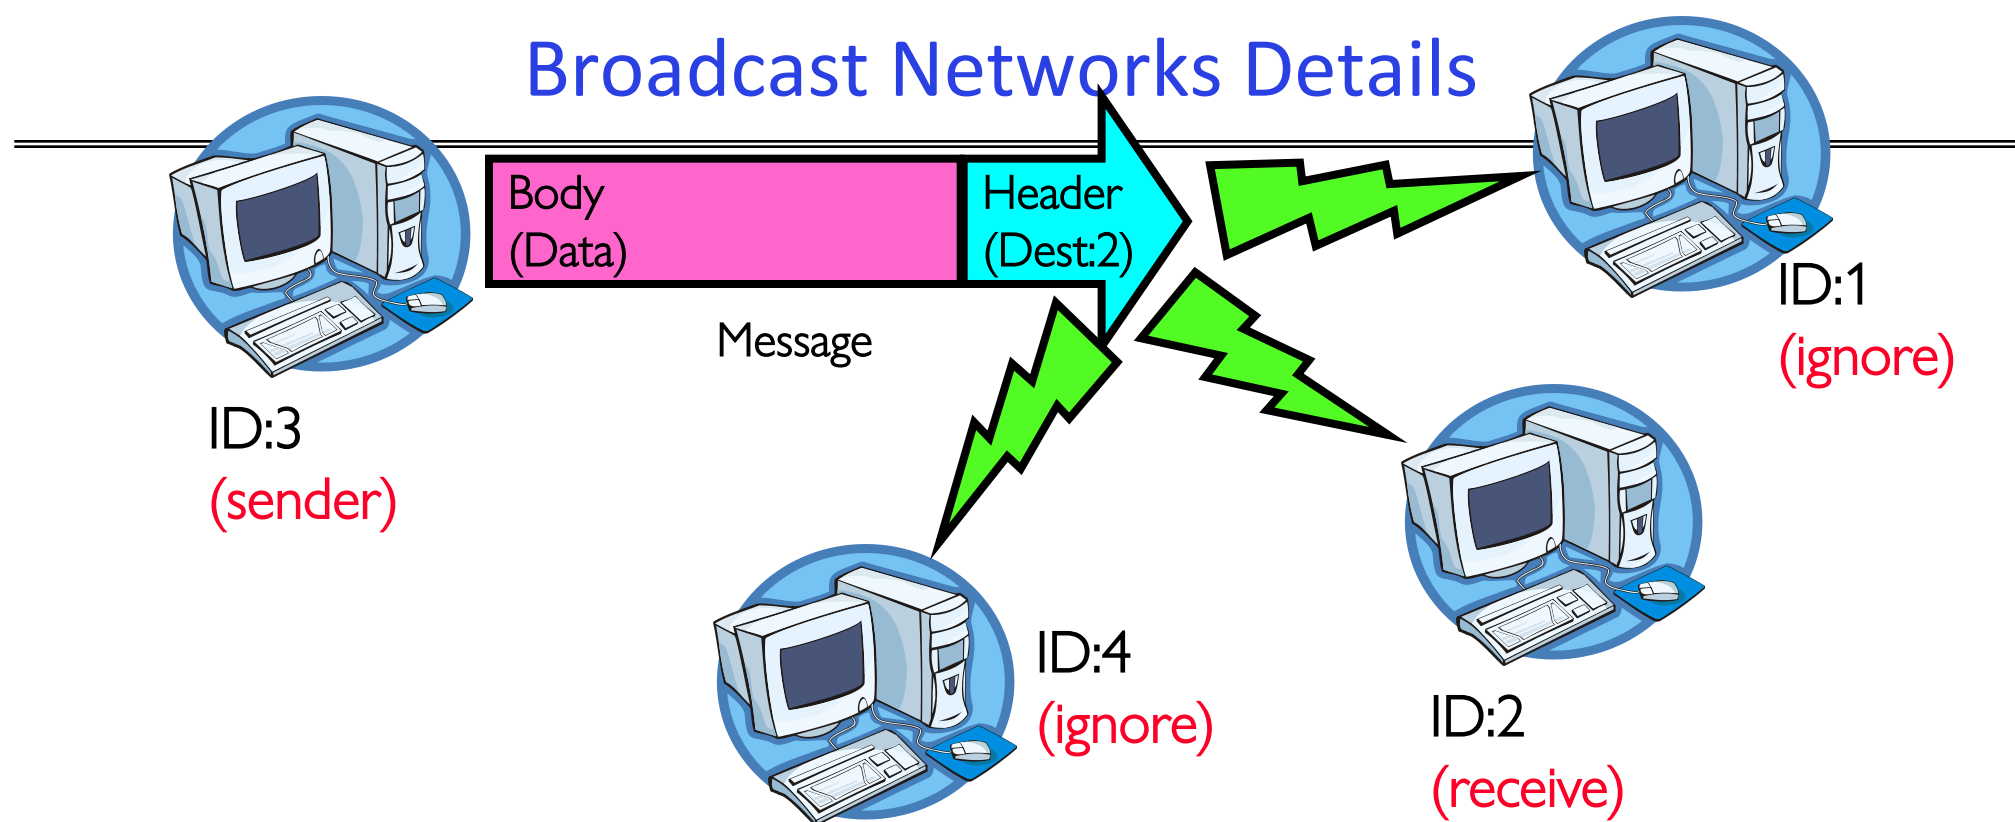 Broadcast Networks Details
Body
(Data)
Header
(Dest:2)
Message
ID:3
(sender)
ID:1
(ignore)
ID:4
(ignore)
ID:2
(receive)